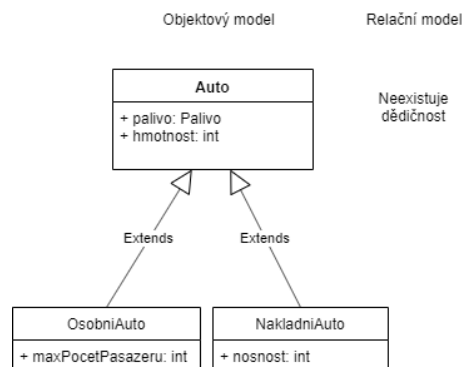 Objektový model
Relační model
Auto
+ palivo: Palivo
+ hmotnost: int
Neexistuje
dědičnost
Extends
Extends
OsobniAuto
+ maxPocetPasazeru: int
NakladniAuto
+ nosnost: int